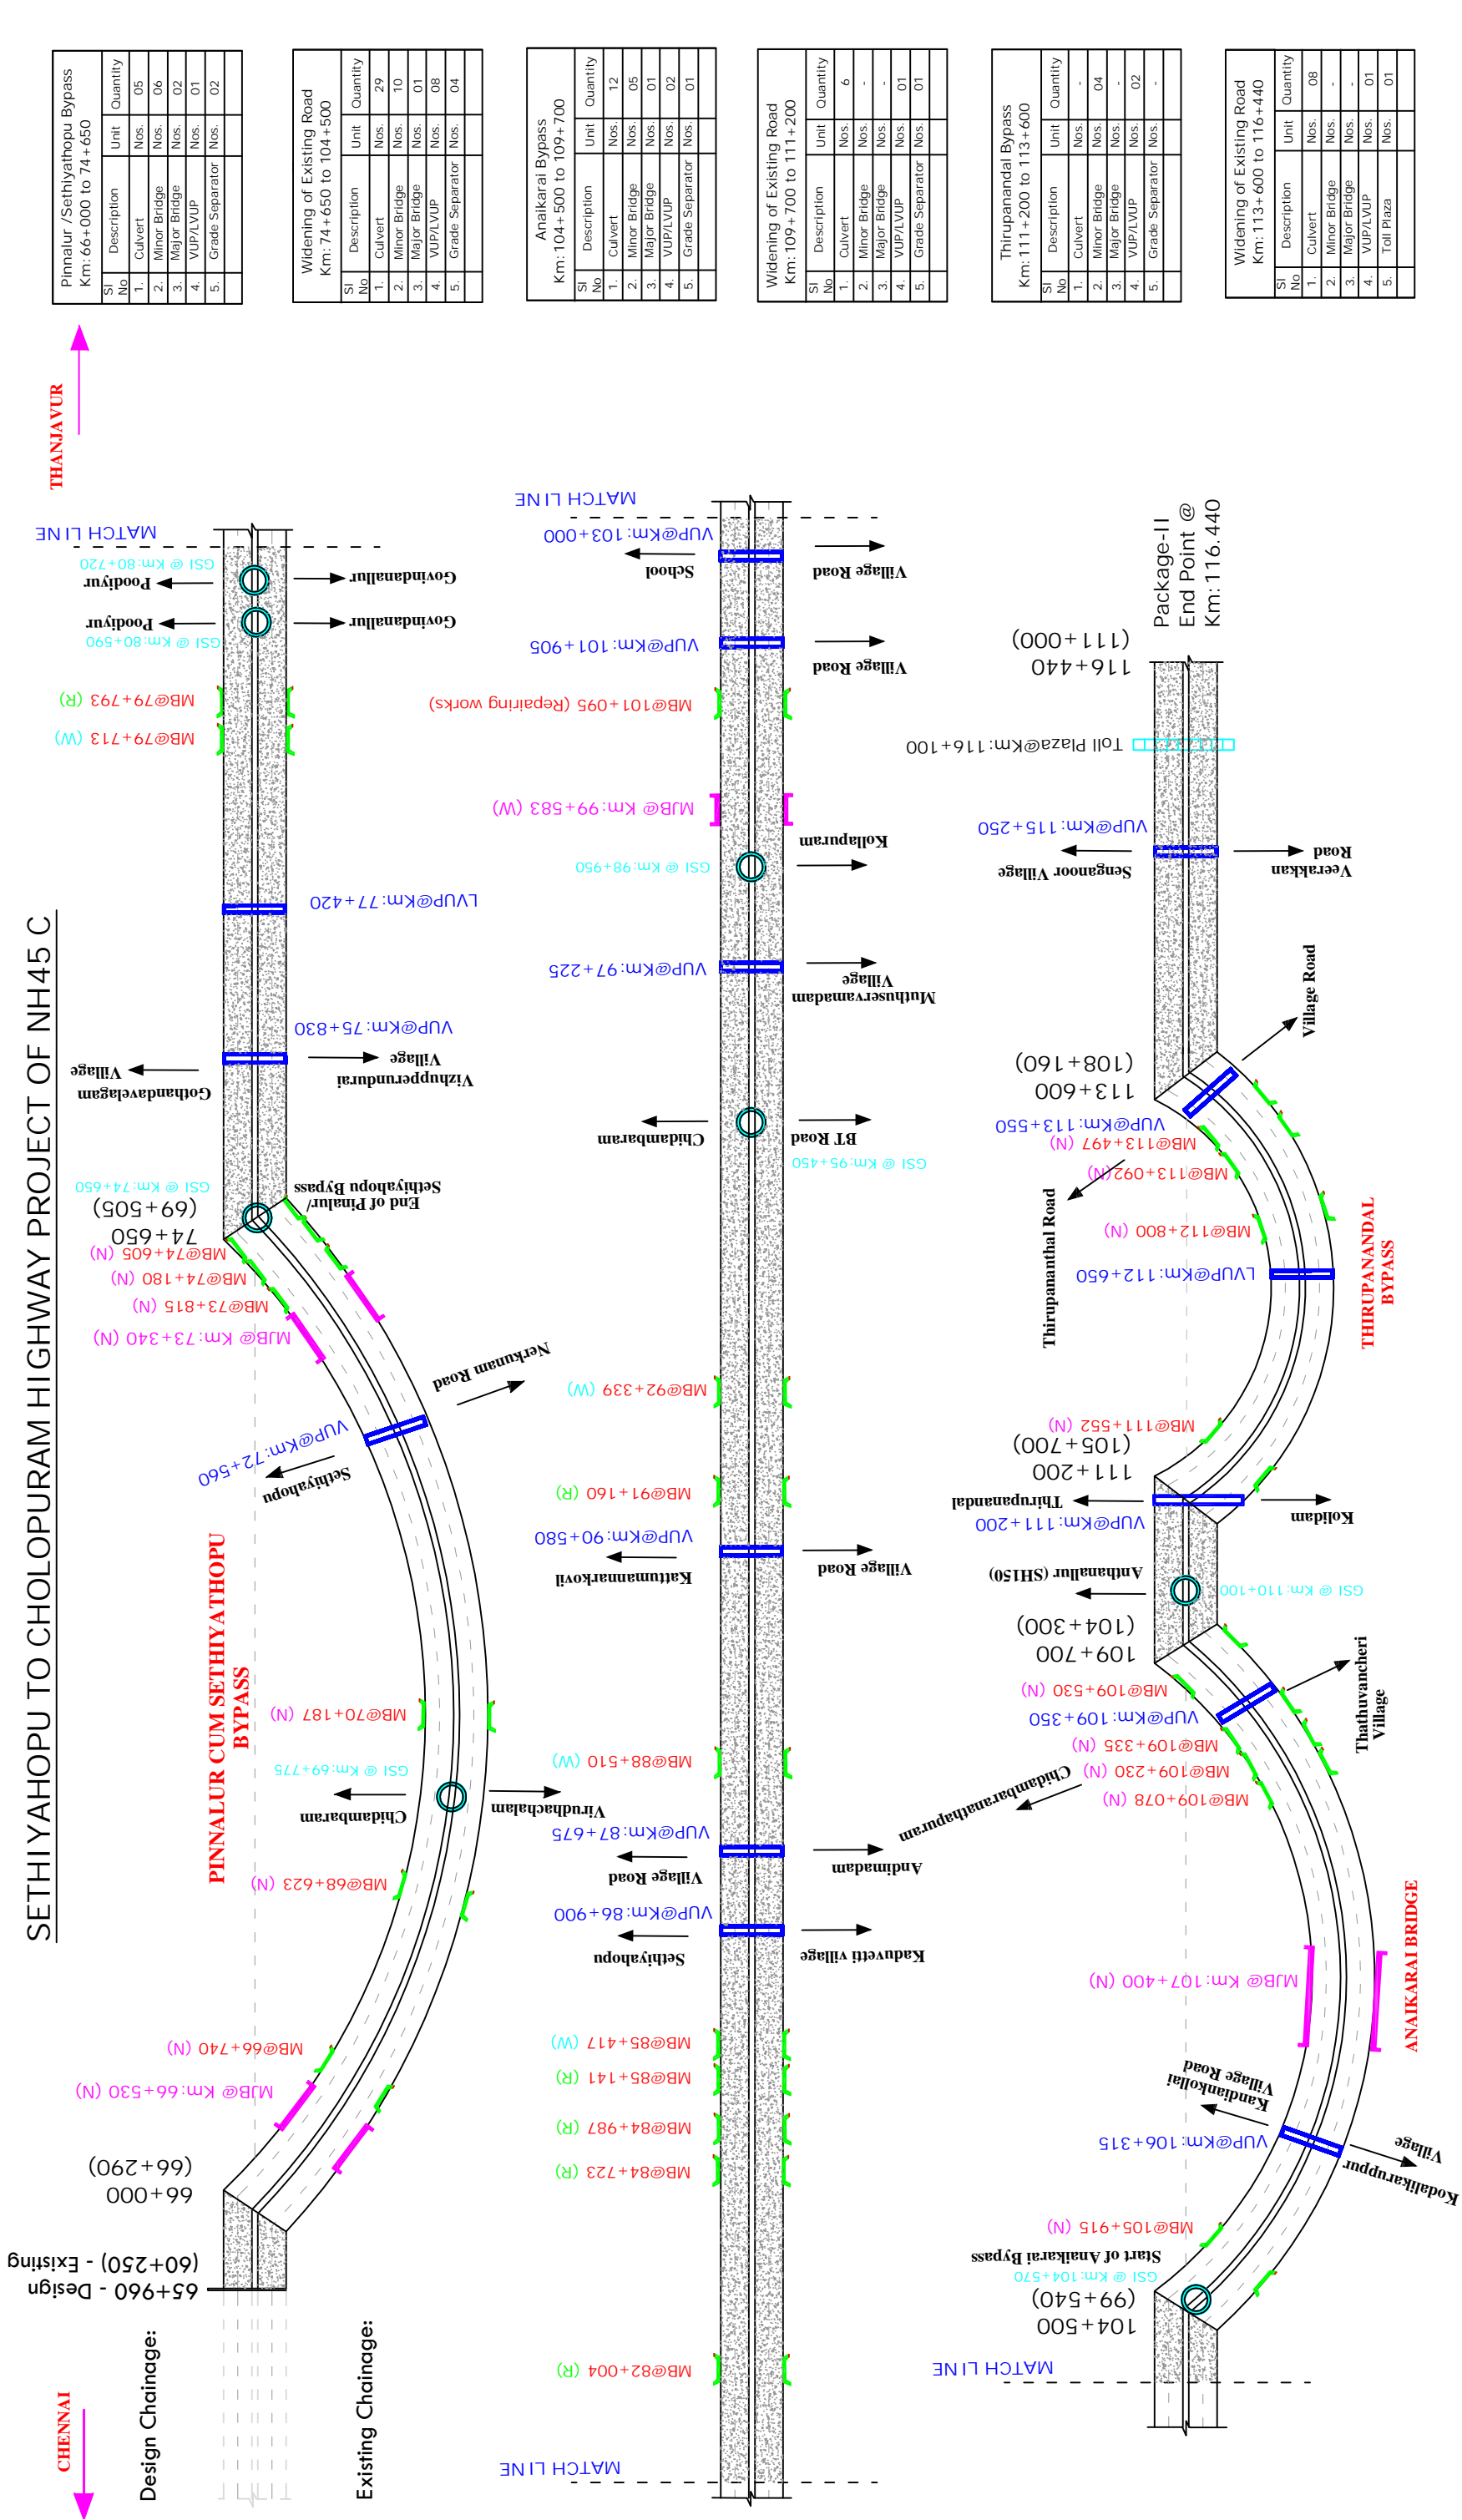 SETHIYAHOPU TO CHOLOPURAM HIGHWAY PROJECT OF NH45 C
CHENNAI
THANJAVUR
Design Chainage:
Existing Chainage:
65+960 - Design
(60+250) - Existing
66+000
(66+290)
MJB@ Km:66+530 (N)
MB@66+740 (N)
MB@68+623 (N)
Chidambaram
GSI @ Km:69+775
Virudhachalam
MB@70+187 (N)
PINNALUR CUM SETHIYATHOPU
BYPASS
Sethiyahopu
VUP@Km:72+560
Nerkunam Road
MJB@ Km:73+340 (N)
MB@73+815 (N)
MB@74+180 (N)
MB@74+605 (N)
74+650
(69+505)
GSI @ Km:74+650
End of Pinalur/
Sethiyahopu Bypass
Gothandavelagam
Village
VUP@Km:75+830
Vizhupperundurai
Village
LVUP@Km:77+420
MB@79+713 (W)
MB@79+793 (R)
GSI @ Km:80+590
Poodiyur
Govindanallur
Poodiyur
Govindanallur
GSI @ Km:80+720
MATCH LINE
MATCH LINE
MB@82+004 (R)
MB@84+723 (R)
MB@84+987 (R)
MB@85+141 (R)
MB@85+417 (W)
Sethiyahopu
VUP@Km:86+900
Kaduvetti village
Village Road
VUP@Km:87+675
Andimadam
MB@88+510 (W)
Kattumannarkovil
VUP@Km:90+580
Village Road
MB@91+160 (R)
MB@92+339 (W)
Chidambaram
BT Road
GSI @ Km:95+450
VUP@Km:97+225
Muthuservamadam
Village
GSI @ Km:98+950
Kollapuram
MJB@ Km:99+583 (W)
MB@101+095 (Repairing works)
VUP@Km:101+905
Village Road
School
VUP@Km:103+000
Village Road
MATCH LINE
MATCH LINE
104+500
(99+540)
GSI @ Km:104+570
Start of Anaikarai Bypass
MB@105+915 (N)
VUP@Km:106+315
Kandiankollai
Village Road
Kodalikaruppur
Village
MJB@ Km:107+400 (N)
ANAIKARAI BRIDGE
MB@109+078 (N)
MB@109+230 (N)
MB@109+335 (N)
Chidambaranathapuram
VUP@Km:109+350
Thathuvancheri
Village
MB@109+530 (N)
109+700
(104+300)
Anthanallur (SH150)
GSI @ Km:110+100
VUP@Km:111+200
Thirupanandal
Kolidam
111+200
(105+700)
MB@111+552 (N)
LVUP@Km:112+650
THIRUPANANDAL
BYPASS
MB@112+800 (N)
Thirupamanthal Road
MB@113+092(N)
MB@113+497 (N)
VUP@Km:113+550
Village Road
113+600
(108+160)
Senganoor Village
VUP@Km:115+250
Veerakkan
Road
Toll Plaza@Km:116+100
116+440
(111+000)
Package-II
End Point @
Km:116.440
Pinnalur /Sethiyathopu Bypass
Km:66+000 to 74+650
SI No Description Unit Quantity
1. Culvert Nos. 05
2. Minor Bridge Nos. 06
3. Major Bridge Nos. 02
4. VUP/LVUP Nos. 01
5. Grade Separator Nos. 02
Widening of Existing Road
Km: 74+650 to 104+500
SI No Description Unit Quantity
1. Culvert Nos. 29
2. Minor Bridge Nos. 10
3. Major Bridge Nos. 01
4. VUP/LVUP Nos. 08
5. Grade Separator Nos. 04
Anaikarai Bypass
Km:104+500 to 109+700
SI No Description Unit Quantity
1. Culvert Nos. 12
2. Minor Bridge Nos. 05
3. Major Bridge Nos. 01
4. VUP/LVUP Nos. 02
5. Grade Separator Nos. 01
Widening of Existing Road
Km:109+700 to 111+200
SI No Description Unit Quantity
1. Culvert Nos. 6
2. Minor Bridge Nos. -
3. Major Bridge Nos. -
4. VUP/LVUP Nos. 01
5. Grade Separator Nos. 01
Thirupanandal Bypass
Km:111+200 to 113+600
SI No Description Unit Quantity
1. Culvert Nos. -
2. Minor Bridge Nos. 04
3. Major Bridge Nos. -
4. VUP/LVUP Nos. 02
5. Grade Separator Nos. -
Widening of Existing Road
Km:113+600 to 116+440
SI No Description Unit Quantity
1. Culvert Nos. 08
2. Minor Bridge Nos. -
3. Major Bridge Nos. -
4. VUP/LVUP Nos. 01
5. Toll Plaza Nos. 01